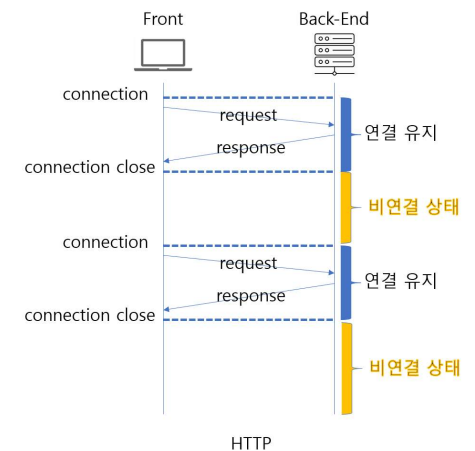 Front
Back-End
connection
request
연결 유지
response
connection close
비연결 상태
connection
request
연결 유지
response
connection close
비연결 상태
HTTP